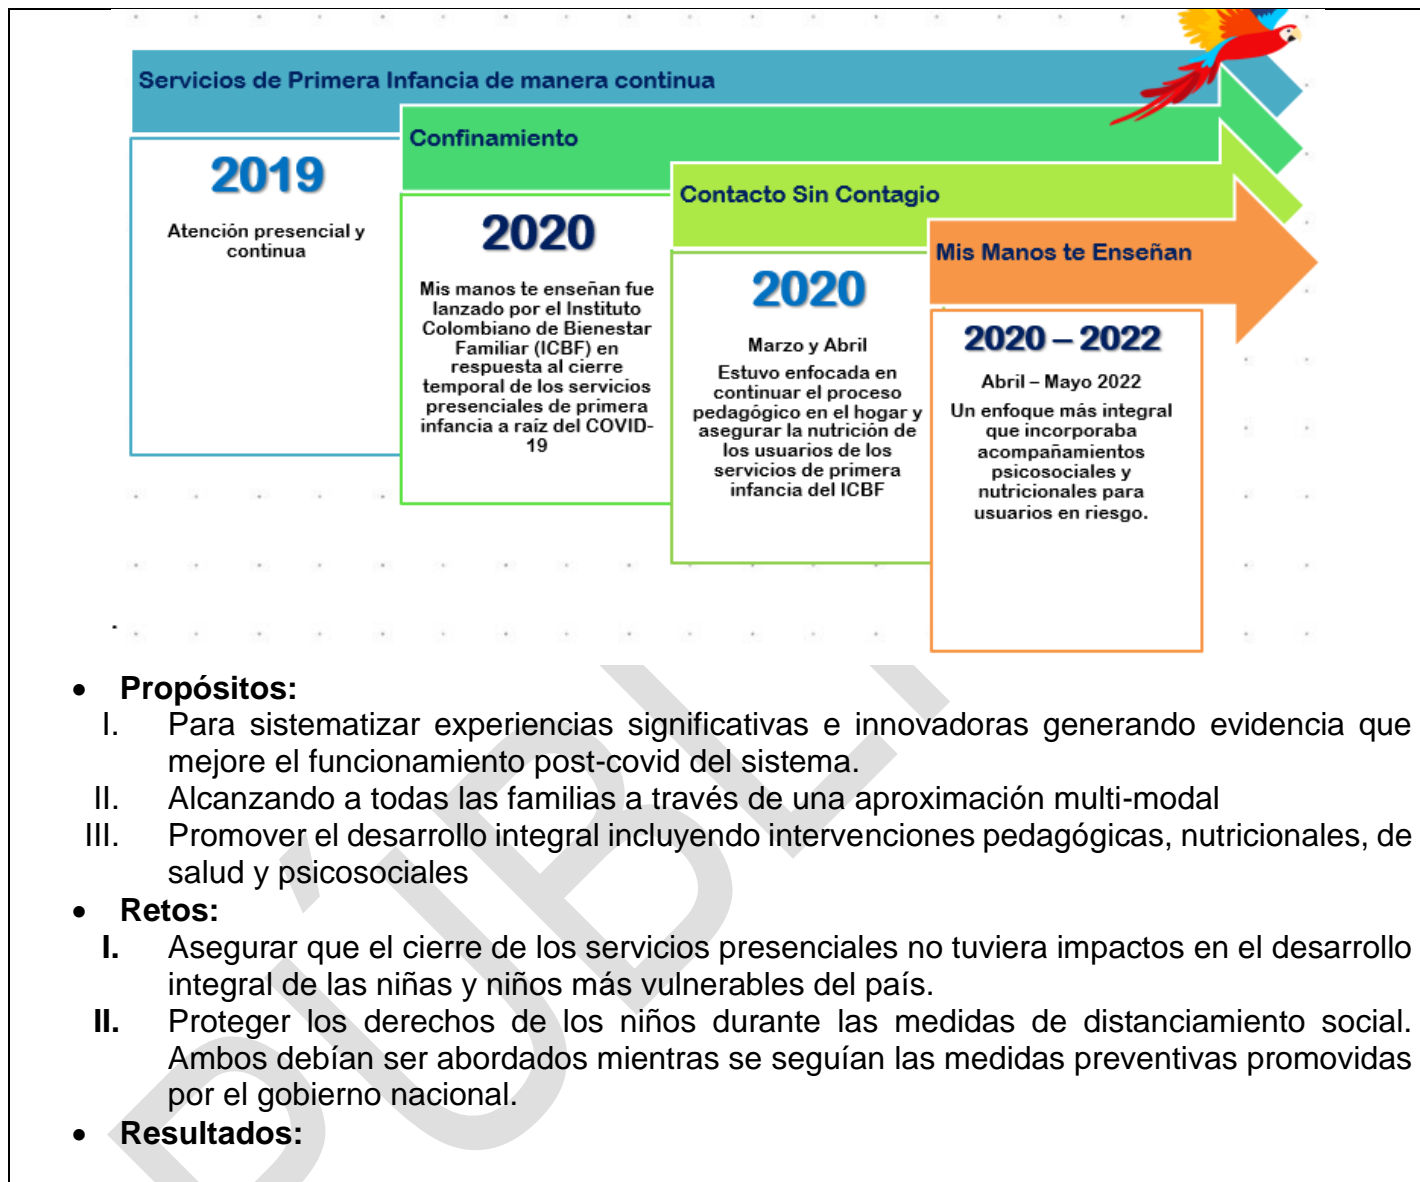 Servicios de Primera Infancia de manera continua
2019
Atención presencial y
continua
Confinamiento
2020
Mis manos te enseñan fue
lanzado por el Instituto
Colombiano de Bienestar
Familiar (ICBF) en
respuesta al cierre
temporal de los servicios
presenciales de primera
infancia a raíz del COVID-
19
Contacto Sin Contagio
2020
Marzo y Abril
Estuvo enfocada en
continuar el proceso
pedagógico en el hogar y
asegurar la nutrición de
los usuarios de los
servicios de primera
infancia del ICBF
Mis Manos te Enseñan
2020 – 2022
Abril – Mayo 2022
Un enfoque más integral
que incorporaba
acompañamientos
psicosociales y
nutricionales para
usuarios en riesgo.
.
• Propósitos:
I. Para sistematizar experiencias significativas e innovadoras generando evidencia que
mejore el funcionamiento post-covid del sistema.
II. Alcanzando a todas las familias a través de una aproximación multi-modal
III. Promover el desarrollo integral incluyendo intervenciones pedagógicas, nutricionales, de
salud y psicosociales
• Retos:
I. Asegurar que el cierre de los servicios presenciales no tuviera impactos en el desarrollo
integral de las niñas y niños más vulnerables del país.
II. Proteger los derechos de los niños durante las medidas de distanciamiento social.
Ambos debían ser abordados mientras se seguían las medidas preventivas promovidas
por el gobierno nacional.
• Resultados:
PÚBL